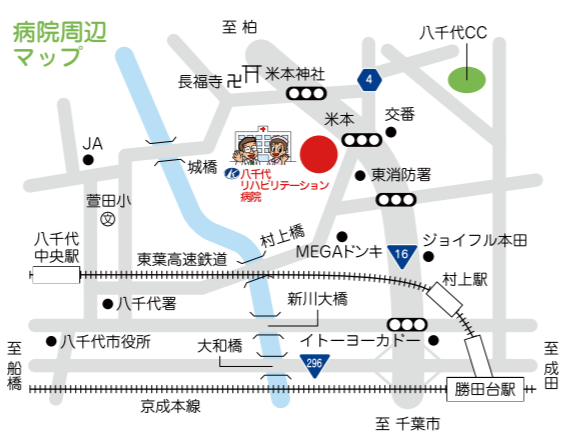 病院周辺
マップ
至 柏
八千代CC
長福寺
米本神社
4
米本
交番
JA
城橋
八千代
リハビリテーション
病院
東消防署
萱田小
文
村上橋
八千代
中央駅
東葉高速鉄道
MEGAドンキ
16
ジョイフル本田
村上駅
八千代署
新川大橋
八千代市役所
大和橋
イトーヨーカドー
296
至 船橋
至 成田
勝田台駅
京成本線
至 千葉市